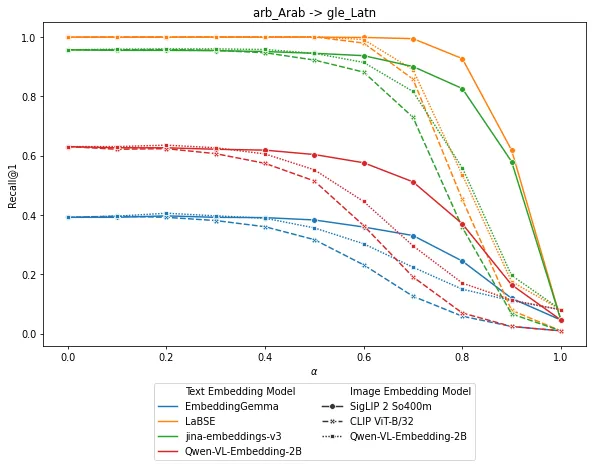 arb_Arab -> gle_Latn
Recall@1
1.0
0.8
0.6
0.4
0.2
0.0
0.0 0.2 0.4 0.6 0.8 1.0
α
Text Embedding Model
EmbeddingGemma
LaBSE
jina-embeddings-v3
Qwen-VL-Embedding-2B
Image Embedding Model
SigLIP 2 So400m
CLIP ViT-B/32
Qwen-VL-Embedding-2B